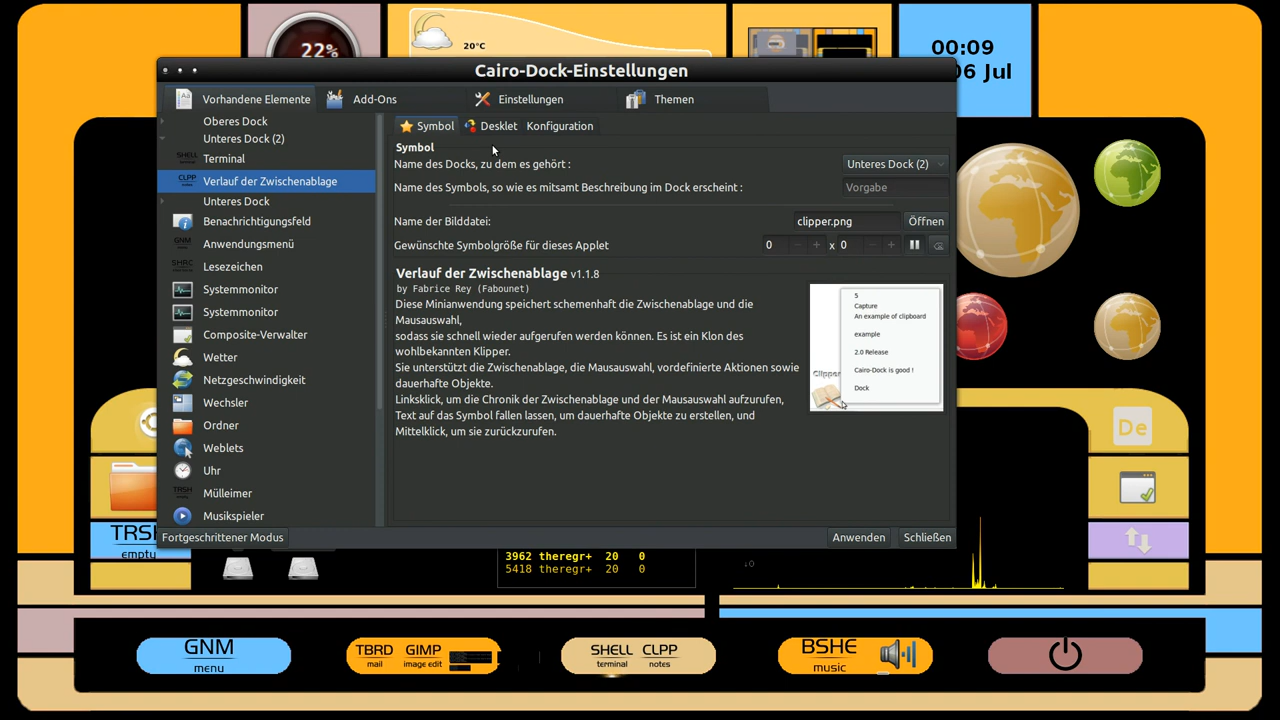 22%
20°C
00:09
06 Jul
Cairo-Dock-Einstellungen
Vorhandene Elemente
Add-Ons
Einstellungen
Themen
Oberes Dock
Unteres Dock (2)
SHELL
Terminal
CLPP
Verlauf der Zwischenablage
Unteres Dock
Benachrichtigungsfeld
GNM
Anwendungsmenü
SHRC
Lesezeichen
Systemmonitor
Systemmonitor
Composite-Verwalter
Wetter
Netzgeschwindigkeit
Wechsler
Ordner
Weblets
Uhr
TRSH
Mülleimer
Musikspieler
Fortgeschrittener Modus
Symbol
Desklet
Konfiguration
Symbol
Name des Docks, zu dem es gehört :
Unteres Dock (2)
Name des Symbols, so wie es mitsamt Beschreibung im Dock erscheint :
Vorgabe
Name der Bilddatei:
clipper.png
Öffnen
Gewünschte Symbolgröße für dieses Applet
0 − + x 0 − +
Verlauf der Zwischenablage v1.1.8
by Fabrice Rey (Fabounet)
Diese Minianwendung speichert schemenhaft die Zwischenablage und die
Mausauswahl,
sodass sie schnell wieder aufgerufen werden können. Es ist ein Klon des
wohlbekannten Klipper.
Sie unterstützt die Zwischenablage, die Mausauswahl, vordefinierte Aktionen sowie
dauerhafte Objekte.
Linksklick, um die Chronik der Zwischenablage und der Mausauswahl aufzurufen,
Text auf das Symbol fallen lassen, um dauerhafte Objekte zu erstellen, und
Mittelklick, um sie zurückzurufen.
5
Capture
An example of clipboard
example
2.0 Release
Cairo-Dock is good !
Dock
Clipper
Anwenden
Schließen
De
TRSH
empty
3962 theregr+ 20 0
5418 theregr+ 20 0
↓0
GNM
menu
TBRD
mail
GIMP
image edit
SHELL
terminal
CLPP
notes
BSHE
music